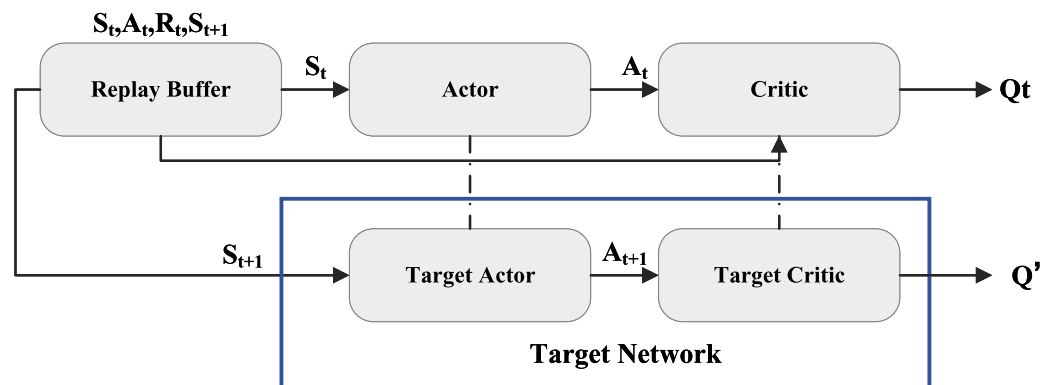 Sₜ,Aₜ,Rₜ,Sₜ₊₁
Replay Buffer
Sₜ
Actor
Aₜ
Critic
Qt
Sₜ₊₁
Target Actor
Aₜ₊₁
Target Critic
Q’
Target Network